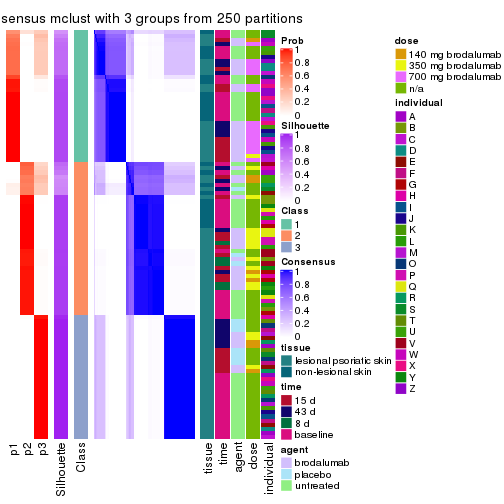 sensus mclust with 3 groups from 250 partitions
p1
p2
p3
Silhouette
Class
tissue
time
agent
dose
individual
Prob
1
0.8
0.6
0.4
0.2
0
Silhouette
1
0.8
0.6
0.4
0.2
0
Class
1
2
3
Consensus
1
0.8
0.6
0.4
0.2
0
tissue
lesional psoriatic skin
non-lesional skin
time
15 d
43 d
8 d
baseline
agent
brodalumab
placebo
untreated
dose
140 mg brodalumab
350 mg brodalumab
700 mg brodalumab
n/a
individual
A
B
C
D
E
F
G
H
I
J
K
L
M
O
P
Q
R
S
T
U
V
W
X
Y
Z